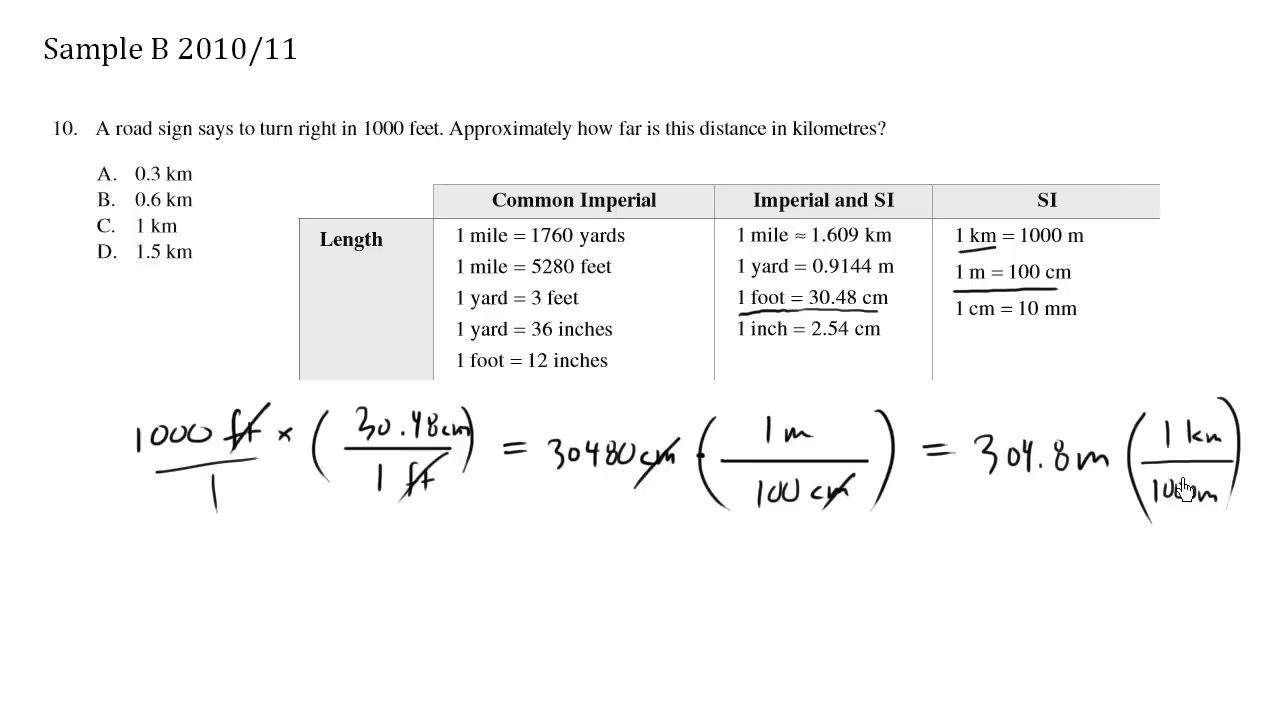 Sample B 2010/11
10. A road sign says to turn right in 1000 feet. Approximately how far is this distance in kilometres?
A. 0.3 km
B. 0.6 km
C. 1 km
D. 1.5 km
Common Imperial Imperial and SI SI
Length 1 mile = 1760 yards 1 mile ≈ 1.609 km 1 km = 1000 m
1 mile = 5280 feet 1 yard = 0.9144 m 1 m = 100 cm
1 yard = 3 feet 1 foot = 30.48 cm 1 cm = 10 mm
1 yard = 36 inches 1 inch = 2.54 cm
1 foot = 12 inches
1000 ft / 1 × (30.48 cm / 1 ft) = 30480 cm · (1 m / 100 cm) = 304.8 m (1 km /